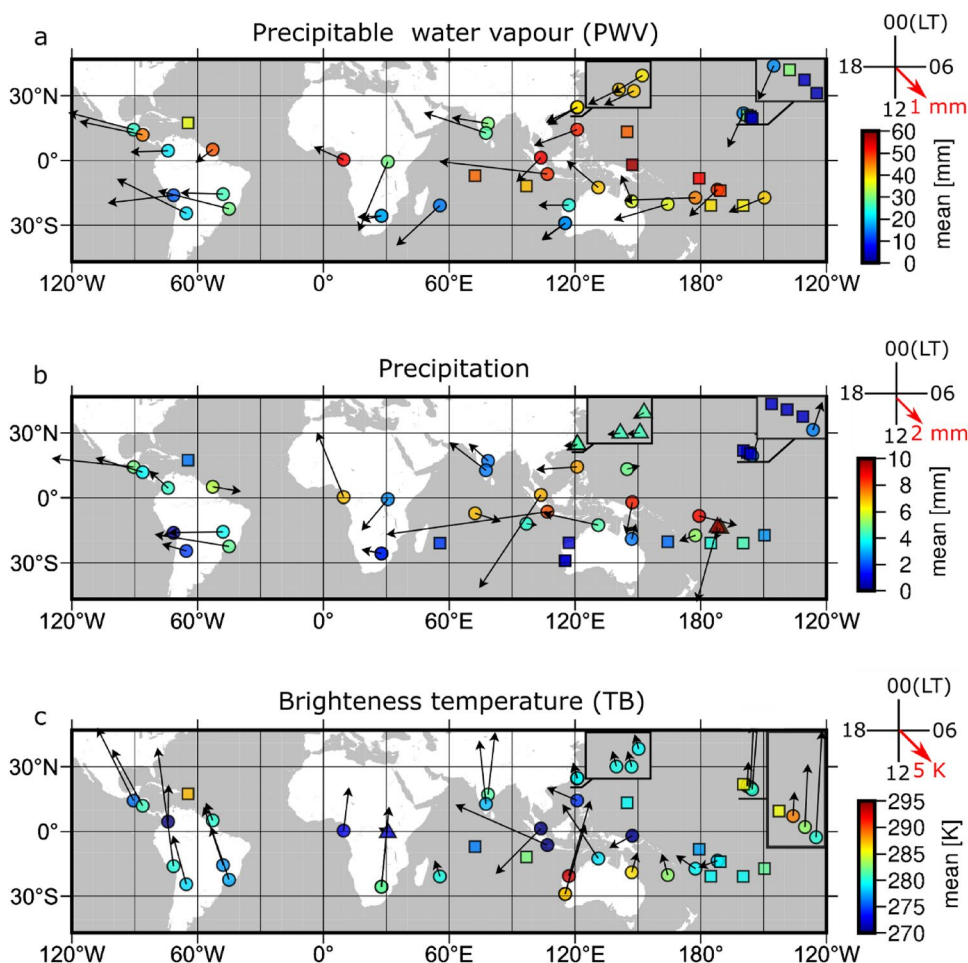 a
Precipitable water vapour (PWV)
00(LT)
18
06
12
1 mm
30°N
0°
30°S
120°W
60°W
0°
60°E
120°E
180°W
120°W
60
50
40
30
20
10
0
mean [mm]
b
Precipitation
00(LT)
18
06
12
2 mm
30°N
0°
30°S
120°W
60°W
0°
60°E
120°E
180°W
120°W
10
8
6
4
2
0
mean [mm]
c
Brighteness temperature (TB)
00(LT)
18
06
12
5 K
30°N
0°
30°S
120°W
60°W
0°
60°E
120°E
180°W
120°W
295
290
285
280
275
270
mean [K]